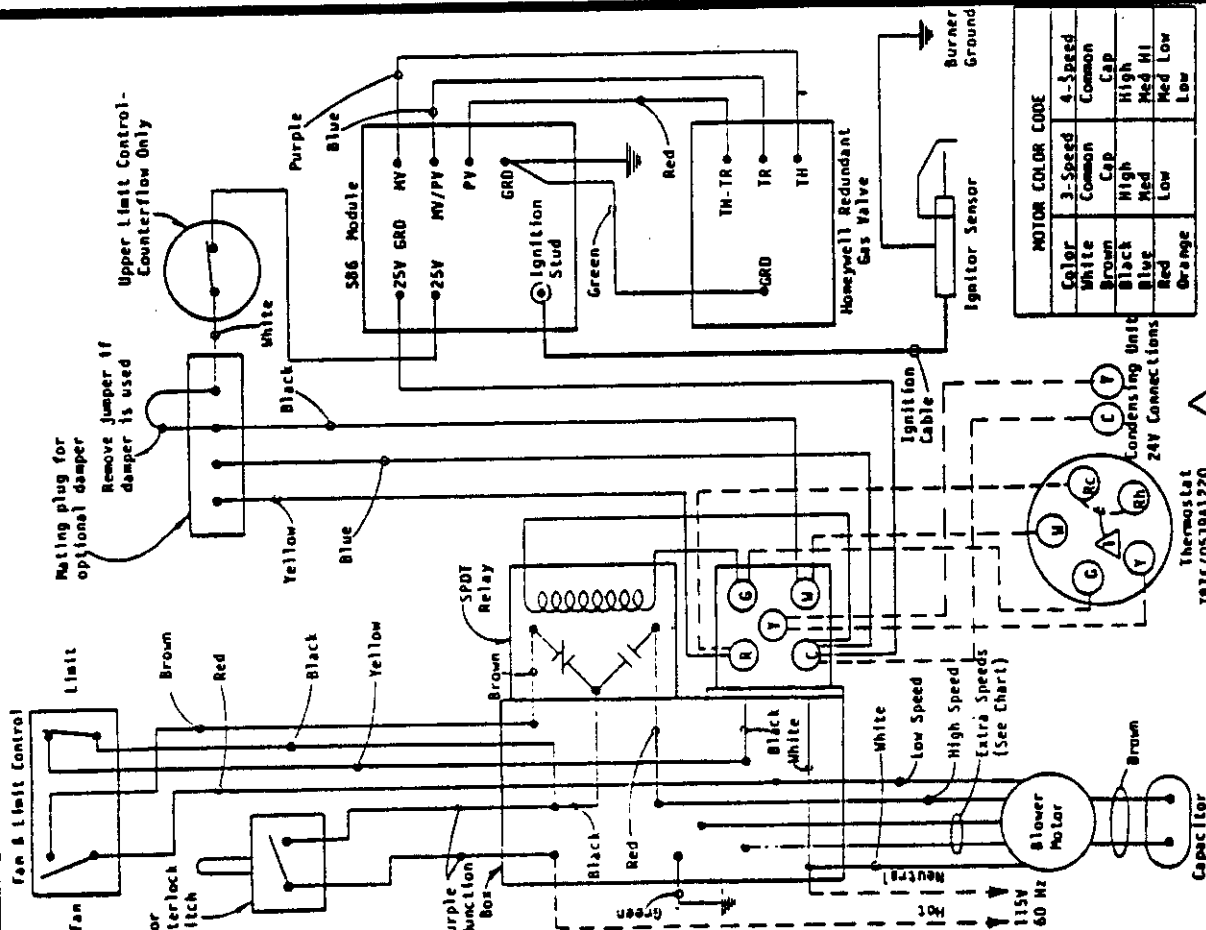 Fan & Limit Control
Limit
Fan
Brown
Red
Black
Yellow
Mating plug for
optional damper
Remove jumper if
damper is used
Upper Limit Control-
Counterflow Only
White
Yellow
Blue
Black
Purple
Blue
S86 Module
25V GRD
25V
MV
MV/PV
PV
GRD
Ignition
Stud
Green
Red
TH-TR
TR
TH
GRD
Honeywell Redundant
Gas Valve
Burner
Ground
Ignitor Sensor
Ignition
Cable
SPDT
Relay
Brown
G
W
Y
R
C
Black
White
Black
Red
Green
Box
White
Low Speed
High Speed
Extra Speeds
(See Chart)
Neutral
Hot
115V
60 Hz
Blower
Motor
Brown
Capacitor
W
Rc
Rh
G
Y
1
Thermostat
C
Y
Condensing Unit
24V Connections
MOTOR COLOR CODE
Color 3-Speed 4-Speed
White Common Common
Brown Cap Cap
Black High High
Blue Med Med Hi
Red Low Med Low
Orange Low